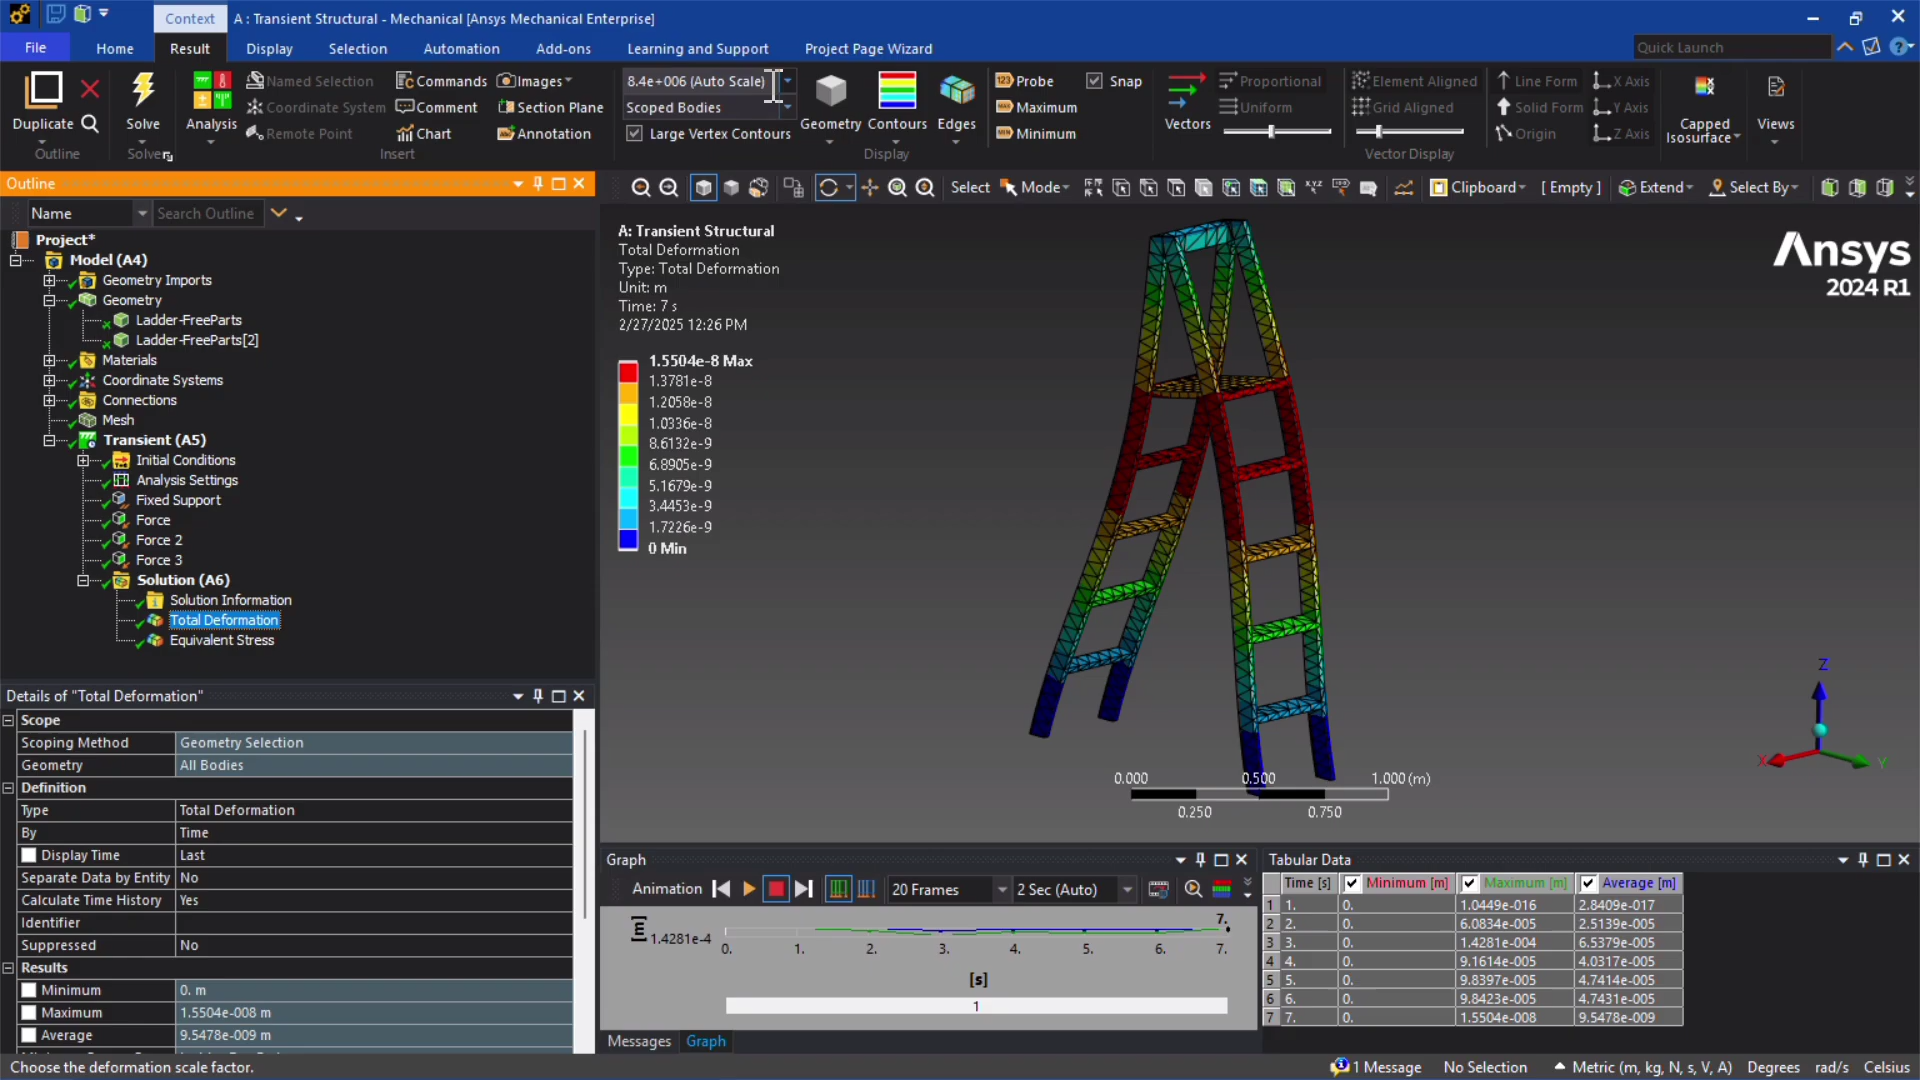 Context
A : Transient Structural - Mechanical [Ansys Mechanical Enterprise]
File
Home
Result
Display
Selection
Automation
Add-ons
Learning and Support
Project Page Wizard
Quick Launch
Duplicate
Outline
Solve
Solver
Analysis
Named Selection
Coordinate System
Remote Point
Commands
Comment
Chart
Images
Section Plane
Annotation
Insert
8.4e+006 (Auto Scale)
Scoped Bodies
Large Vertex Contours
Geometry
Contours
Edges
Display
Probe
Maximum
Minimum
Snap
Vectors
Proportional
Uniform
Element Aligned
Grid Aligned
Vector Display
Line Form
Solid Form
Origin
X Axis
Y Axis
Z Axis
Capped
Isosurface
Views
Outline
Name
Search Outline
Project*
Model (A4)
Geometry Imports
Geometry
Ladder-FreeParts
Ladder-FreeParts[2]
Materials
Coordinate Systems
Connections
Mesh
Transient (A5)
Initial Conditions
Analysis Settings
Fixed Support
Force
Force 2
Force 3
Solution (A6)
Solution Information
Total Deformation
Equivalent Stress
Details of "Total Deformation"
Scope
Scoping Method Geometry Selection
Geometry All Bodies
Definition
Type Total Deformation
By Time
Display Time Last
Separate Data by Entity No
Calculate Time History Yes
Identifier
Suppressed No
Results
Minimum 0. m
Maximum 1.5504e-008 m
Average 9.5478e-009 m
Select
Mode
Clipboard
[ Empty ]
Extend
Select By
A: Transient Structural
Total Deformation
Type: Total Deformation
Unit: m
Time: 7 s
2/27/2025 12:26 PM
1.5504e-8 Max
1.3781e-8
1.2058e-8
1.0336e-8
8.6132e-9
6.8905e-9
5.1679e-9
3.4453e-9
1.7226e-9
0 Min
Ansys
2024 R1
Z
X
Y
0.000 0.500 1.000 (m)
0.250 0.750
Graph
Animation
20 Frames
2 Sec (Auto)
[m]
1.4281e-4
7.
0. 1. 2. 3. 4. 5. 6. 7.
[s]
1
Messages
Graph
Tabular Data
Time [s] Minimum [m] Maximum [m] Average [m]
1 1. 0. 1.0449e-016 2.8409e-017
2 2. 0. 6.0834e-005 2.5139e-005
3 3. 0. 1.4281e-004 6.5379e-005
4 4. 0. 9.1614e-005 4.0317e-005
5 5. 0. 9.8397e-005 4.7414e-005
6 6. 0. 9.8423e-005 4.7431e-005
7 7. 0. 1.5504e-008 9.5478e-009
Choose the deformation scale factor.
1 Message
No Selection
Metric (m, kg, N, s, V, A)
Degrees
rad/s
Celsius